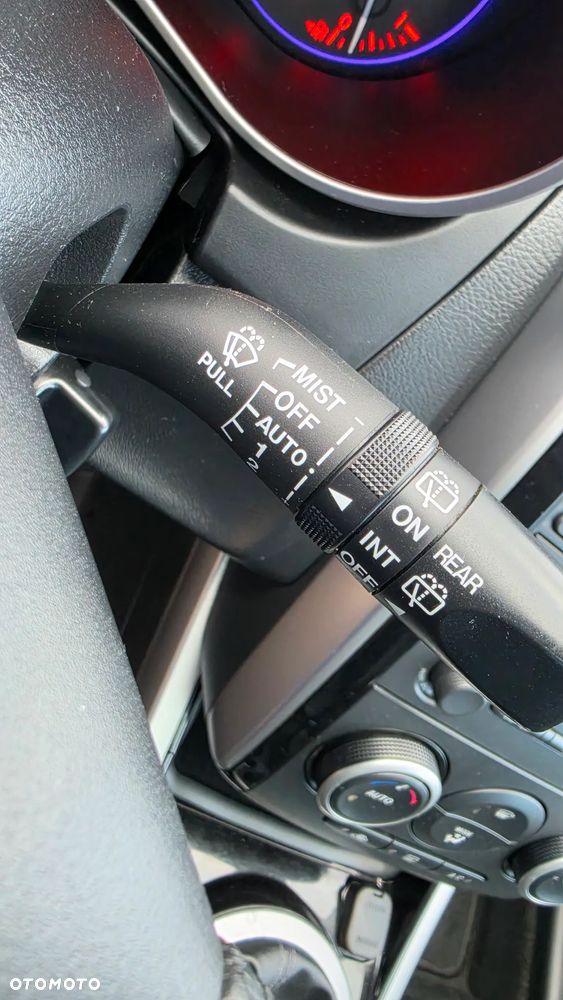 PULL
MIST
OFF
AUTO
1
2
ON
INT
OFF
REAR
AUTO
OTOMOTO